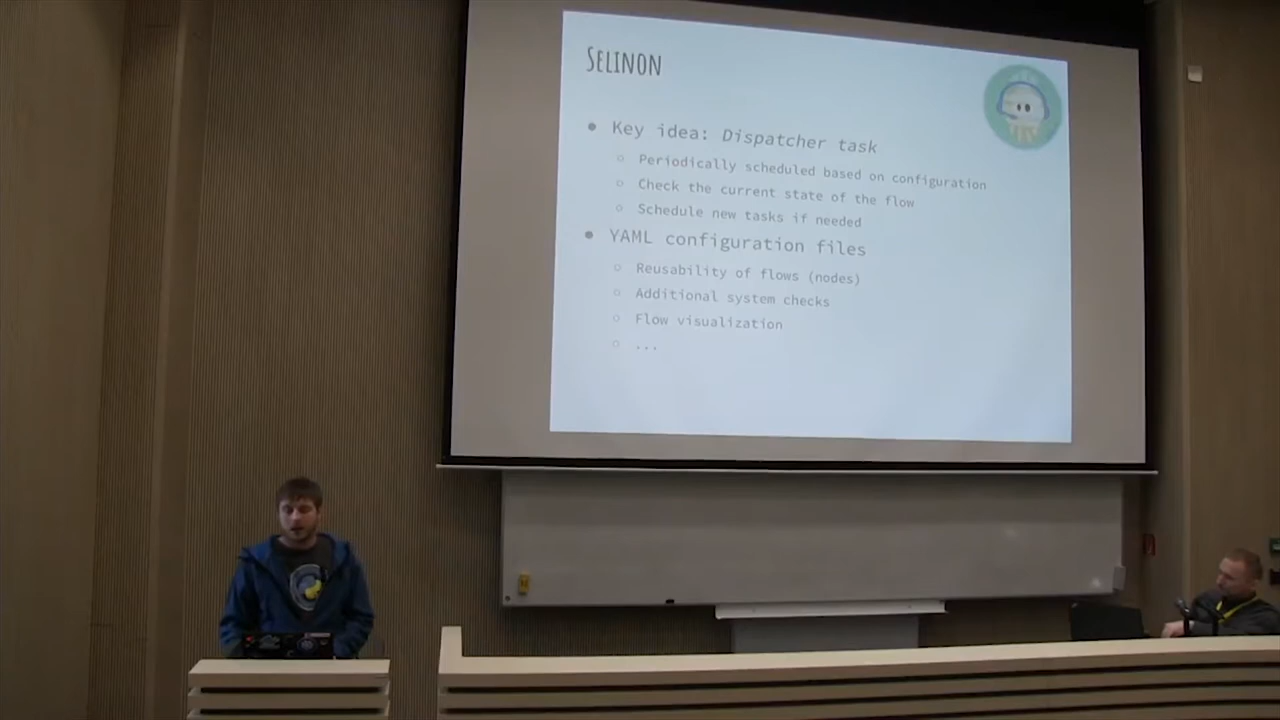 SELINON
● Key idea: Dispatcher task
○ Periodically scheduled based on configuration
○ Check the current state of the flow
○ Schedule new tasks if needed
● YAML configuration files
○ Reusability of flows (nodes)
○ Additional system checks
○ Flow visualization
○ ...